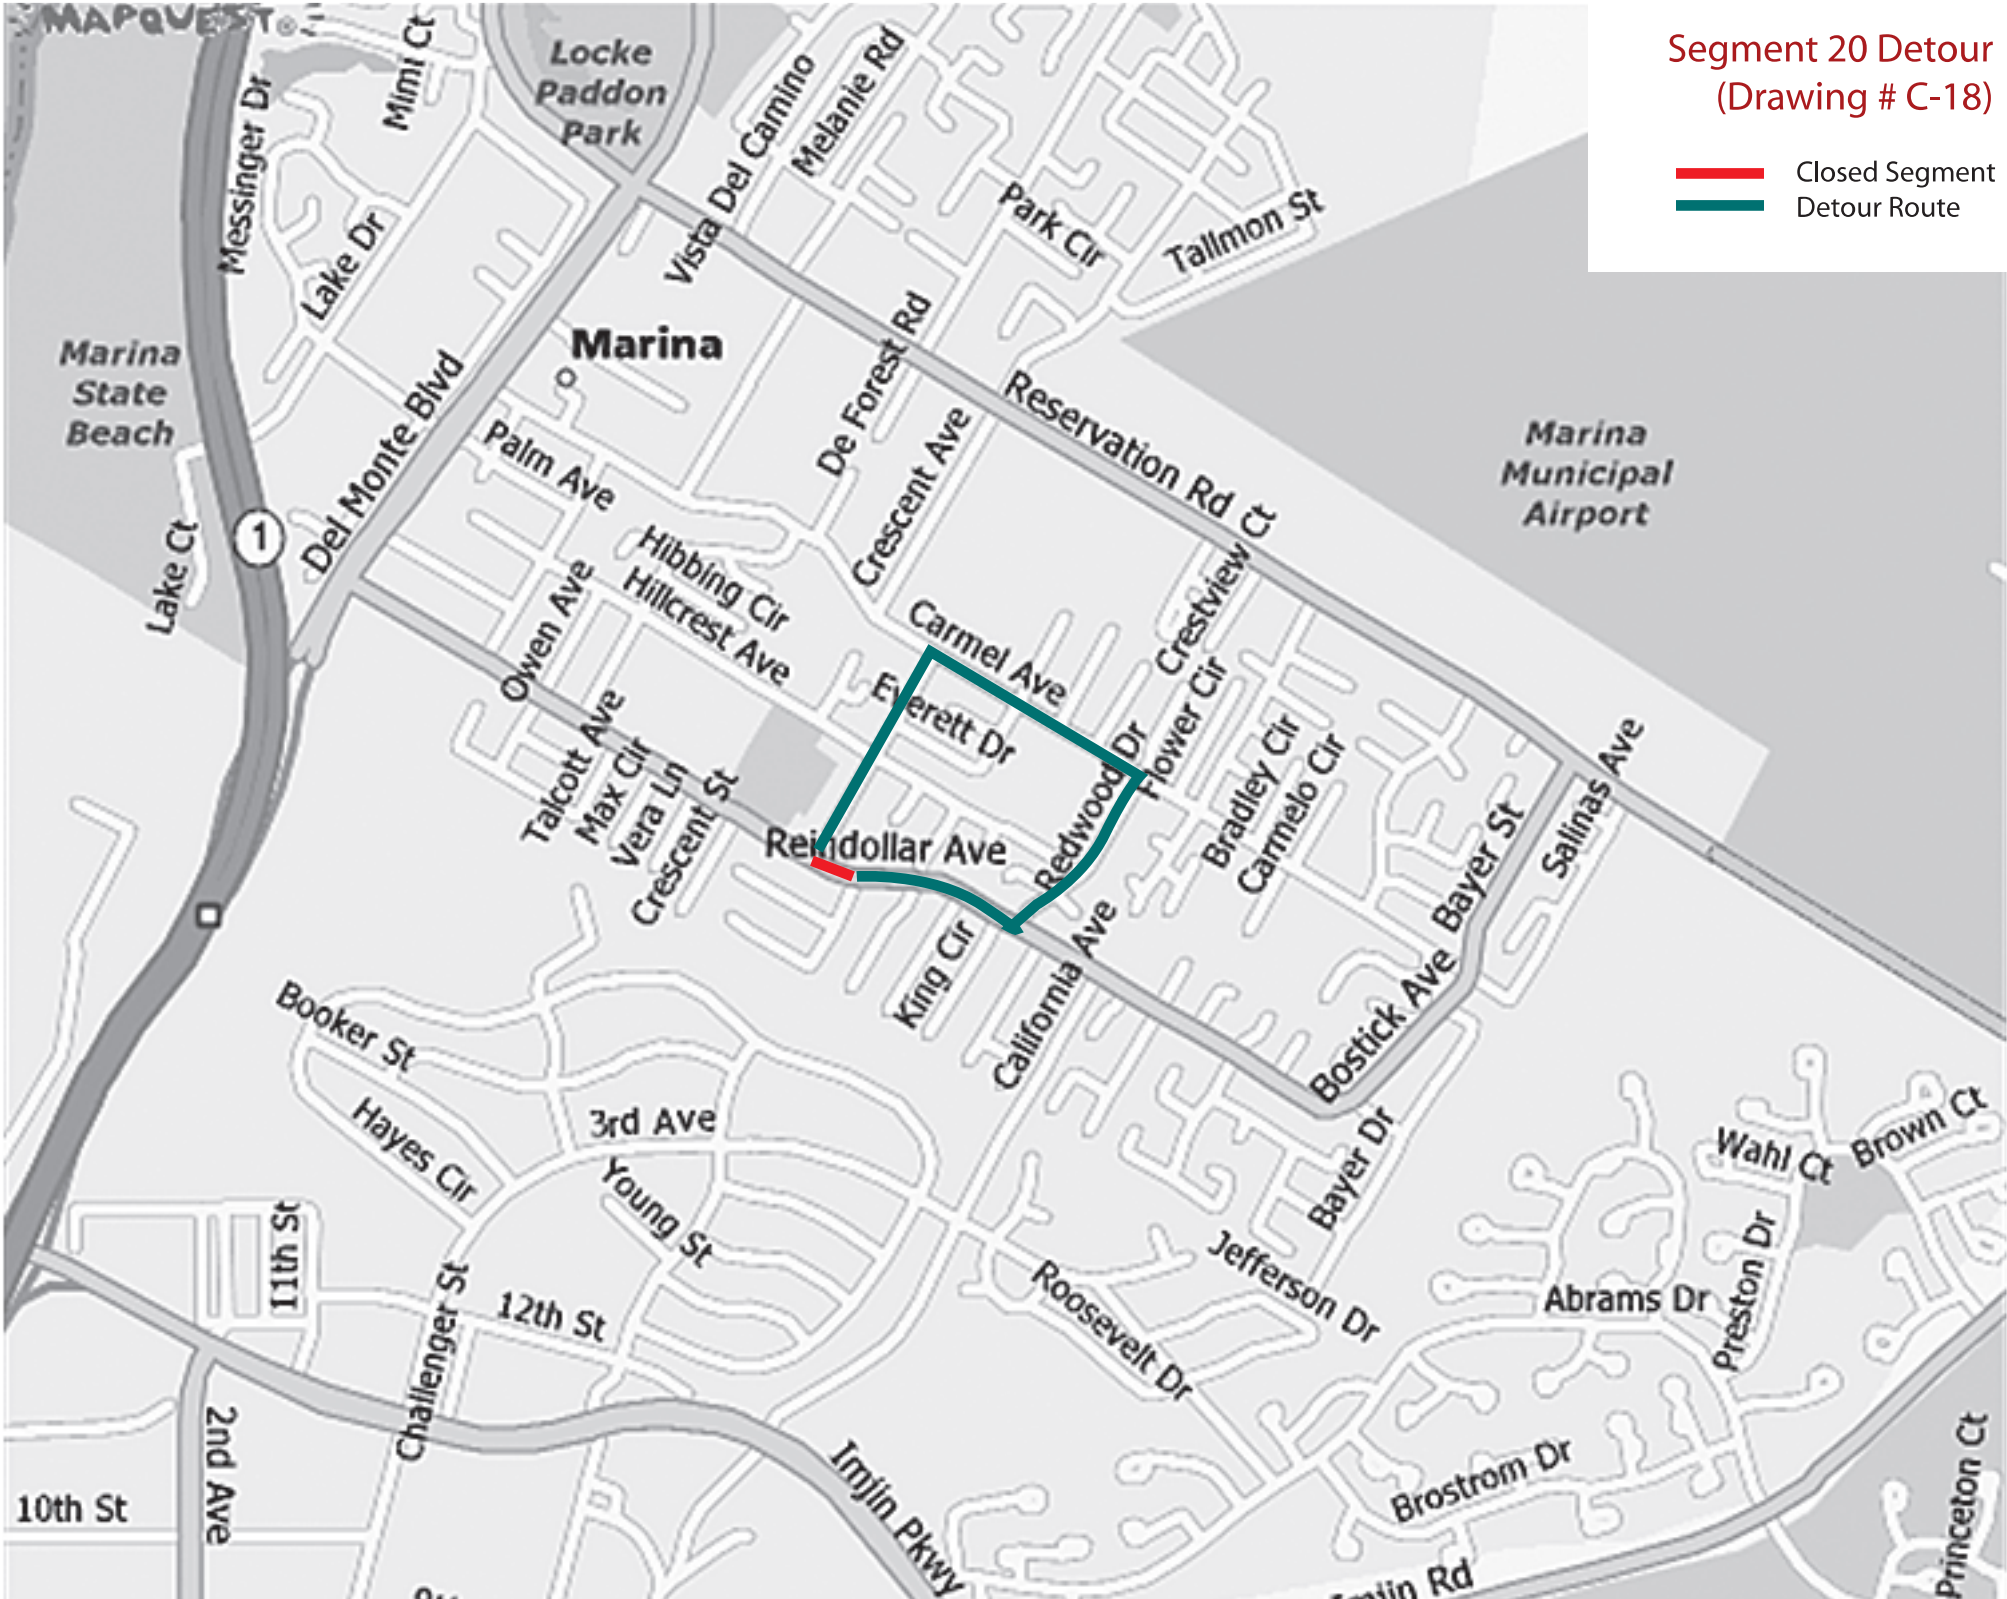 MAPQUEST®
Segment 20 Detour
(Drawing # C-18)
Closed Segment
Detour Route
Locke
Paddon
Park
Mimi Ct
Messinger Dr
Lake Dr
Vista Del Camino
Melanie Rd
Park Cir
Tallmon St
Marina
State
Beach
Marina
Del Monte Blvd
De Forest Rd
Reservation Rd
Ct
Marina
Municipal
Airport
Palm Ave
Crescent Ave
1
Lake Ct
Hibbing Cir
Hillcrest Ave
Owen Ave
Carmel Ave
Crestview
Everett Dr
Flower Cir
Redwood Dr
Talcott Ave
Max Cir
Vera Ln
Crescent St
Reindollar Ave
Bradley Cir
Carmelo Cir
Bayer St
Salinas Ave
King Cir
California Ave
Bostick Ave
Booker St
Hayes Cir
3rd Ave
Young St
Bayer Dr
Wahl Ct
Brown Ct
11th St
12th St
Challenger St
Roosevelt Dr
Jefferson Dr
Abrams Dr
Preston Dr
2nd Ave
10th St
Imjin Pkwy
Brostrom Dr
Imjin Rd
Princeton Ct